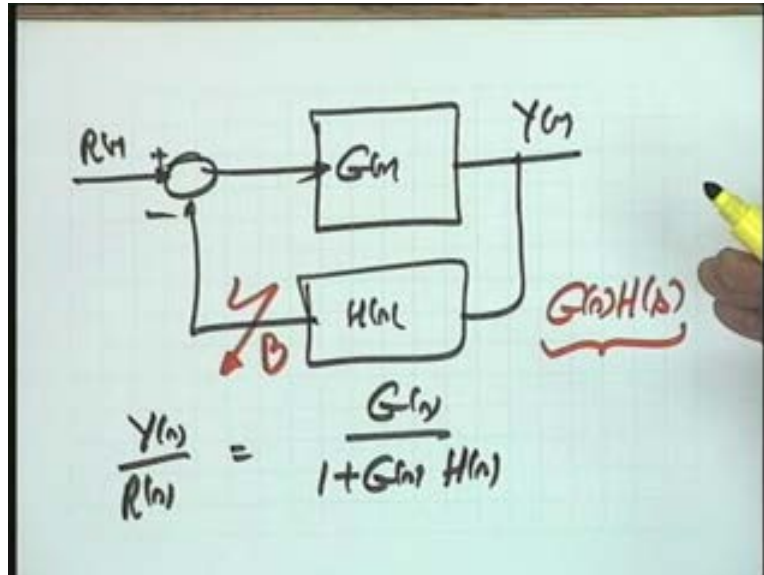 R(s) + G(s) Y(s)
−
H(s)
B
G(s)H(s)
Y(s)/R(s) = G(s)/1+G(s) H(s)